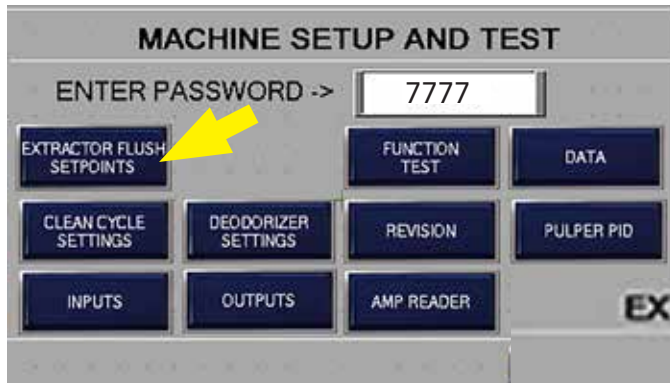 MACHINE SETUP AND TEST
ENTER PASSWORD -> 7777
EXTRACTOR FLUSH
SETPOINTS
FUNCTION
TEST
DATA
CLEAN CYCLE
SETTINGS
DEODORIZER
SETTINGS
REVISION
PULPER PID
INPUTS
OUTPUTS
AMP READER
EX